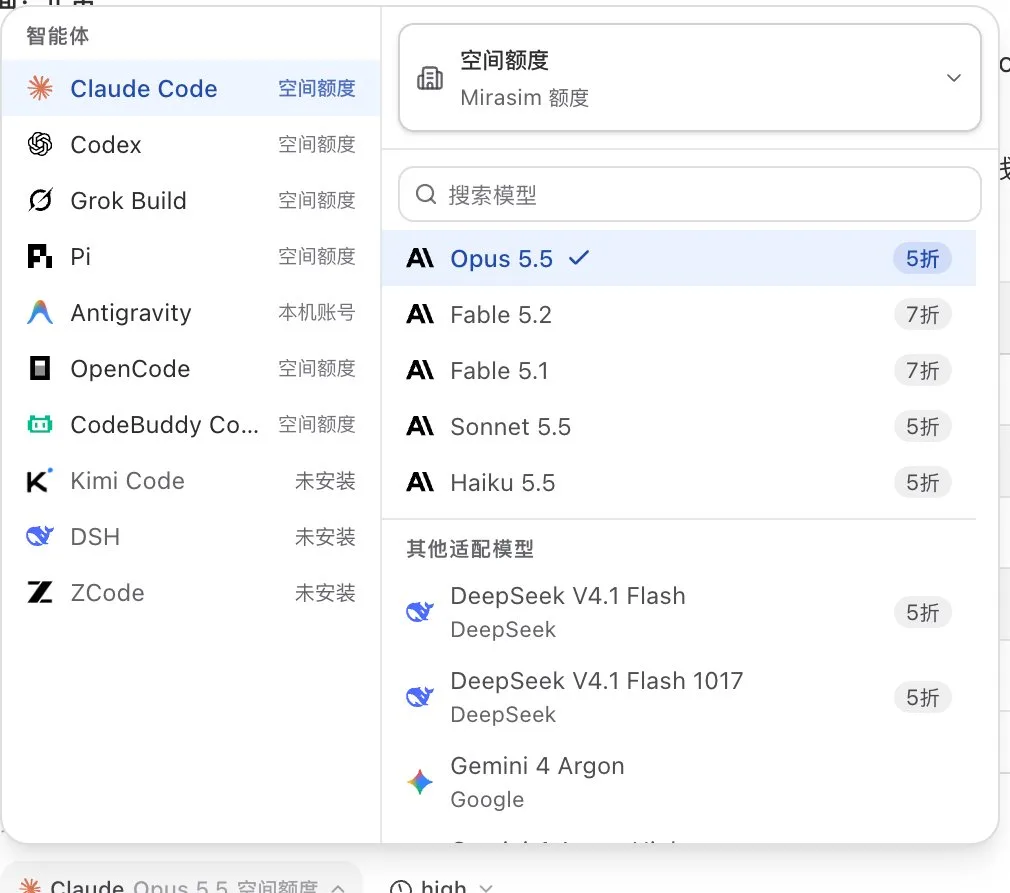 智能体
Claude Code 空间额度
Codex 空间额度
Grok Build 空间额度
Pi 空间额度
Antigravity 本机账号
OpenCode 空间额度
CodeBuddy Co... 空间额度
Kimi Code 未安装
DSH 未安装
ZCode 未安装
空间额度
Mirasim 额度
搜索模型
Opus 5.5 5折
Fable 5.2 7折
Fable 5.1 7折
Sonnet 5.5 5折
Haiku 5.5 5折
其他适配模型
DeepSeek V4.1 Flash 5折
DeepSeek
DeepSeek V4.1 Flash 1017 5折
DeepSeek
Gemini 4 Argon
Google
Claude Opus 5.5 空间额度 high